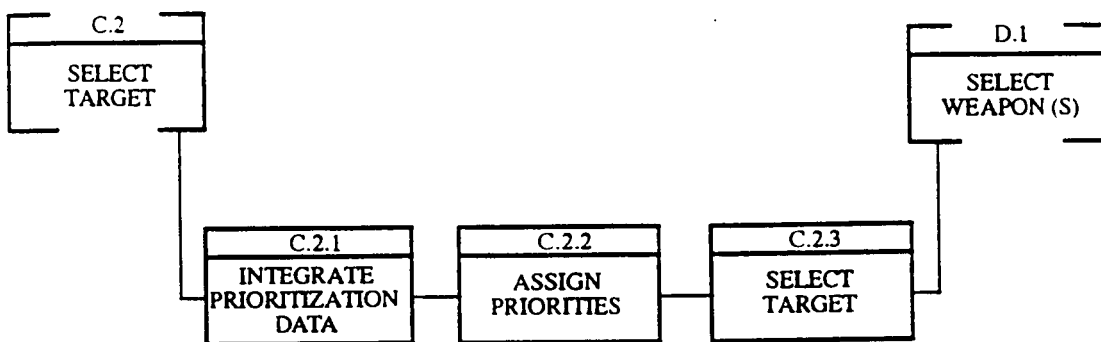 C.2
SELECT
TARGET
D.1
SELECT
WEAPON (S)
C.2.1
INTEGRATE
PRIORITIZATION
DATA
C.2.2
ASSIGN
PRIORITIES
C.2.3
SELECT
TARGET